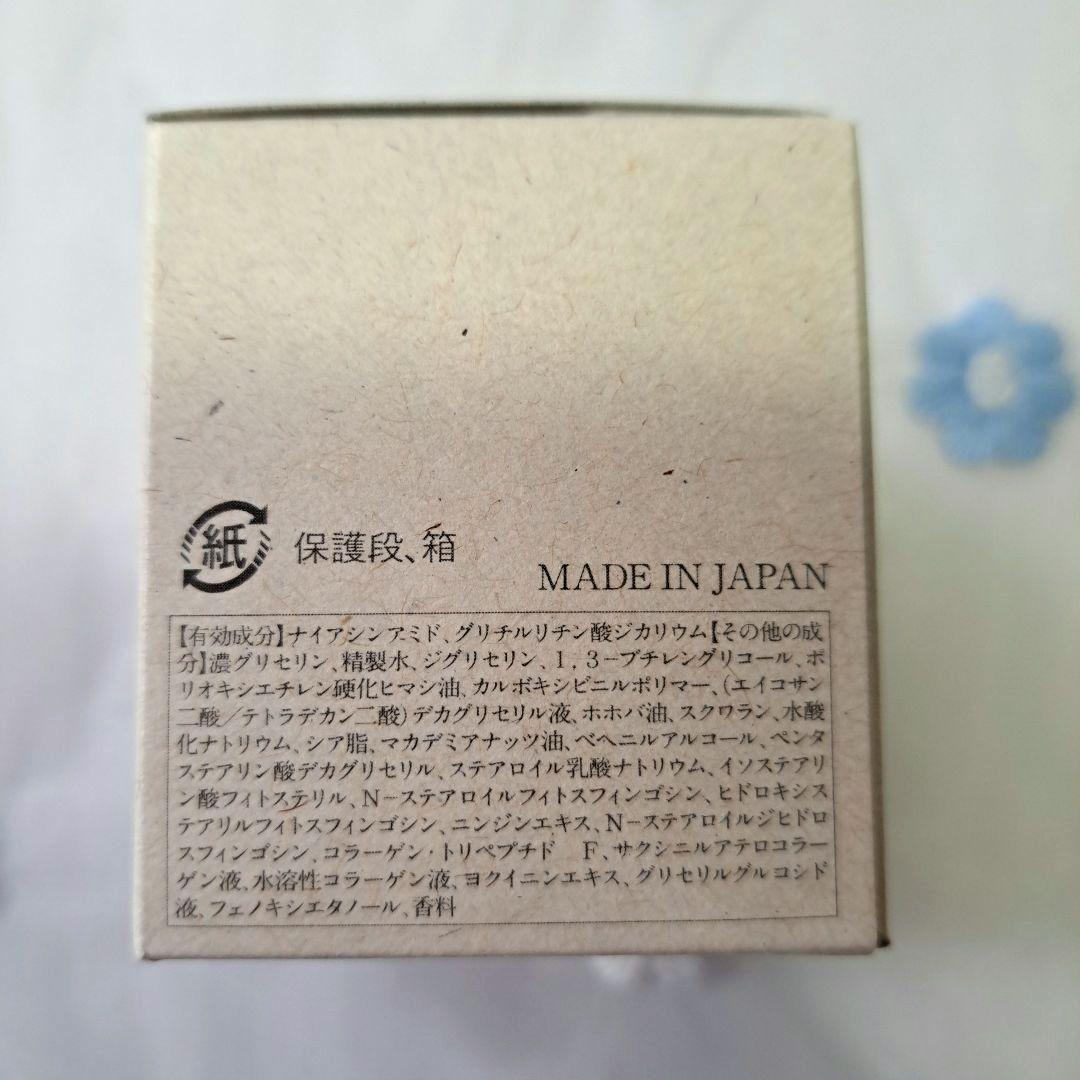 紙 保護段、箱
MADE IN JAPAN
【有効成分】ナイアシンアミド、グリチルリチン酸ジカリウム【その他の成
分】濃グリセリン、精製水、ジグリセリン、1,3−ブチレングリコール、ポ
リオキシエチレン硬化ヒマシ油、カルボキシビニルポリマー、(エイコサン
二酸/テトラデカン二酸)デカグリセリル液、ホホバ油、スクワラン、水酸
化ナトリウム、シア脂、マカデミアナッツ油、ベヘニルアルコール、ペンタ
ステアリン酸デカグリセリル、ステアロイル乳酸ナトリウム、イソステアリ
ン酸フィトステリル、N−ステアロイルフィトスフィンゴシン、ヒドロキシス
テアリルフィトスフィンゴシン、ニンジンエキス、N−ステアロイルジヒドロ
スフィンゴシン、コラーゲン・トリペプチド F、サクシニルアテロコラー
ゲン液、水溶性コラーゲン液、ヨクイニンエキス、グリセリルグルコシド
液、フェノキシエタノール、香料